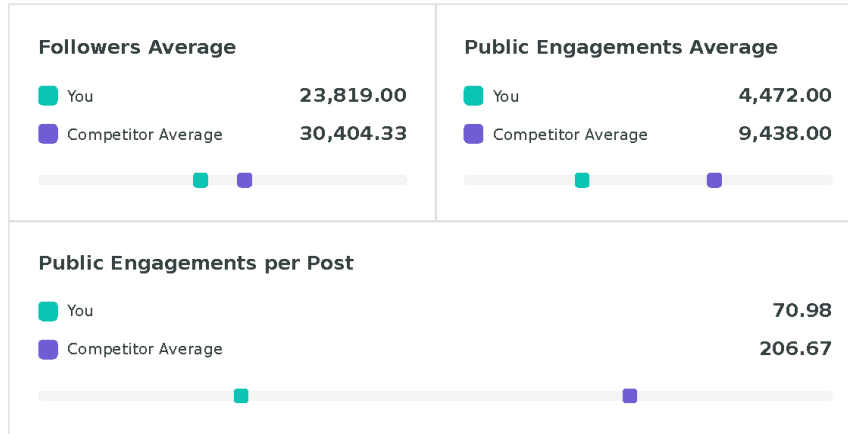 Followers Average
You 23,819.00
Competitor Average 30,404.33
Public Engagements Average
You 4,472.00
Competitor Average 9,438.00
Public Engagements per Post
You 70.98
Competitor Average 206.67